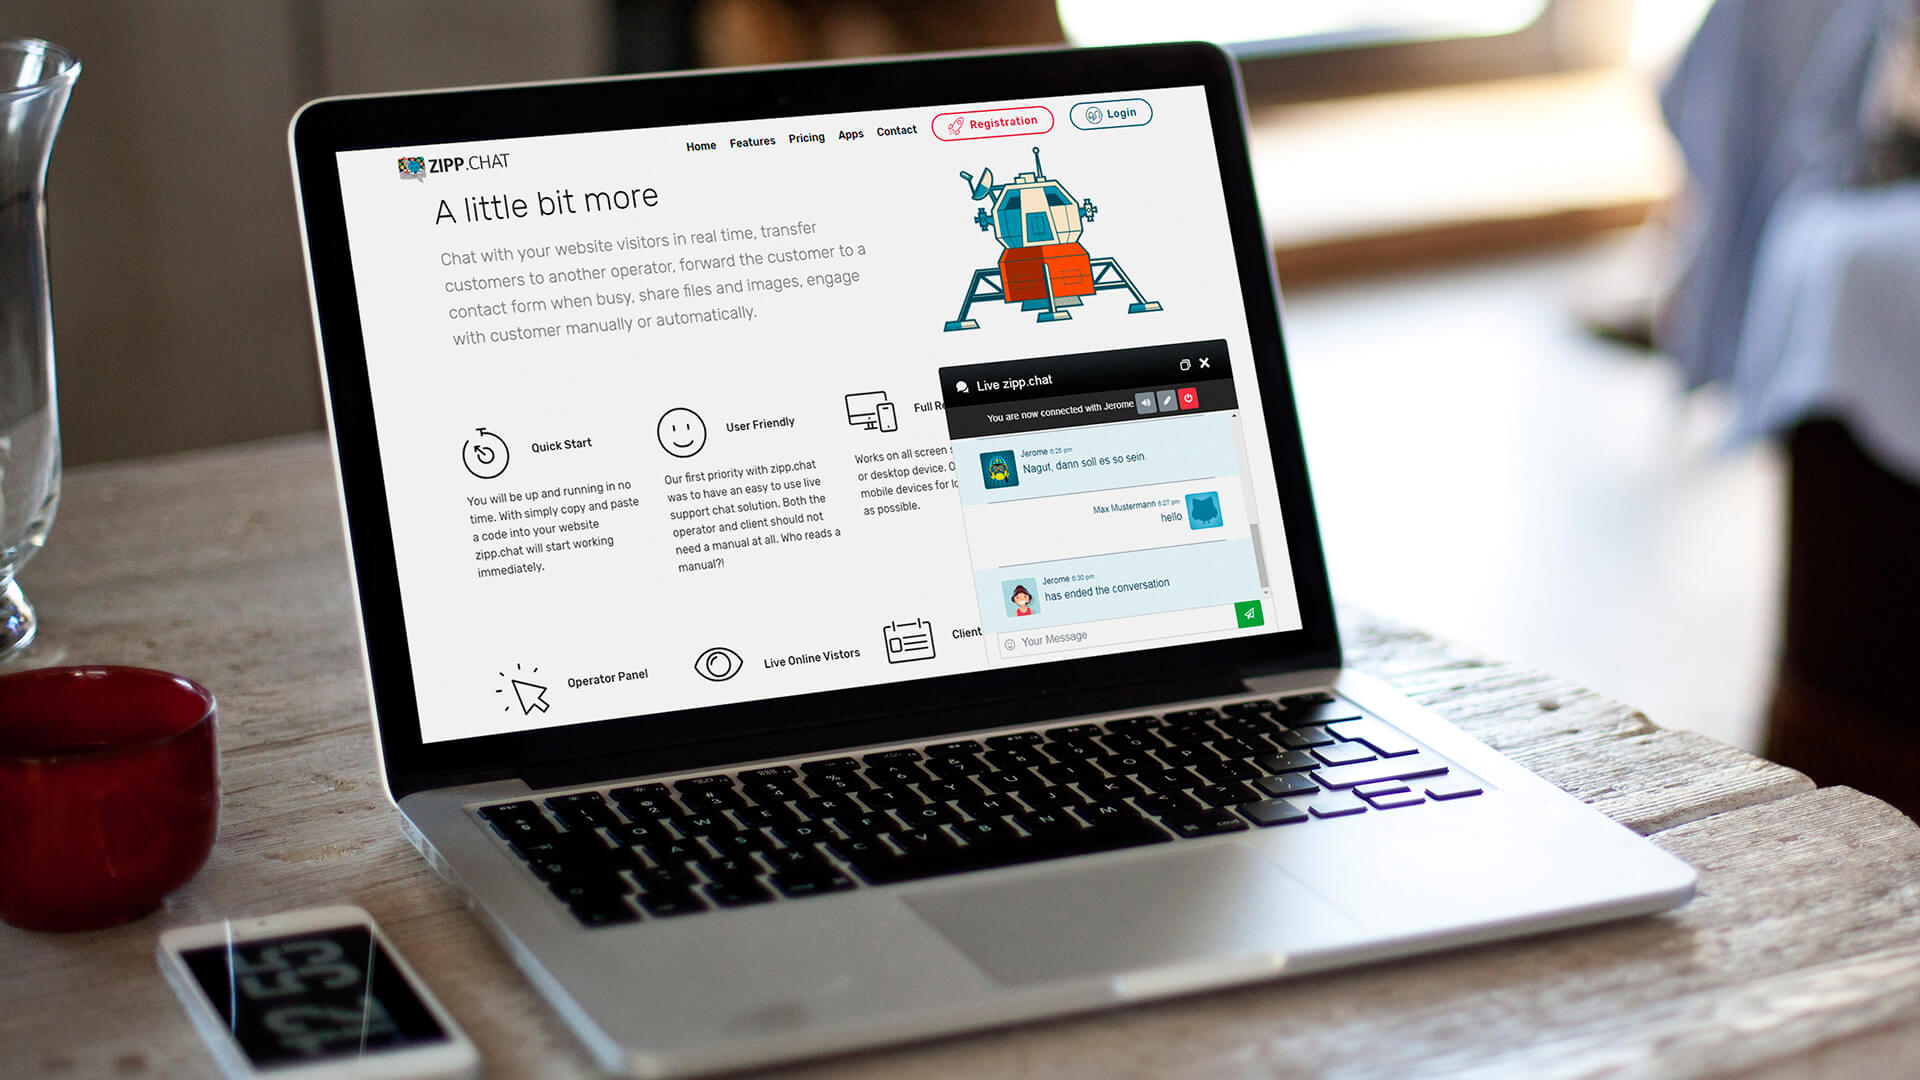 ZIPP.CHAT
Home Features Pricing Apps Contact Registration Login
A little bit more
Chat with your website visitors in real time, transfer
customers to another operator, forward the customer to a
contact form when busy, share files and images, engage
with customer manually or automatically.
Quick Start
You will be up and running in no
time. With simply copy and paste
a code into your website
zipp.chat will start working
immediately.
User Friendly
Our first priority with zipp.chat
was to have an easy to use live
support chat solution. Both the
operator and client should not
need a manual at all. Who reads a
manual?!
Full R
Works on all screen s
or desktop device. O
mobile devices for lo
as possible.
Operator Panel
Live Online Vistors
Client
Live zipp.chat
You are now connected with Jerome
Jerome 6:25 pm
Nagut, dann soll es so sein.
Max Mustermann 6:27 pm
hello
Jerome 6:30 pm
has ended the conversation
Your Message
12 55